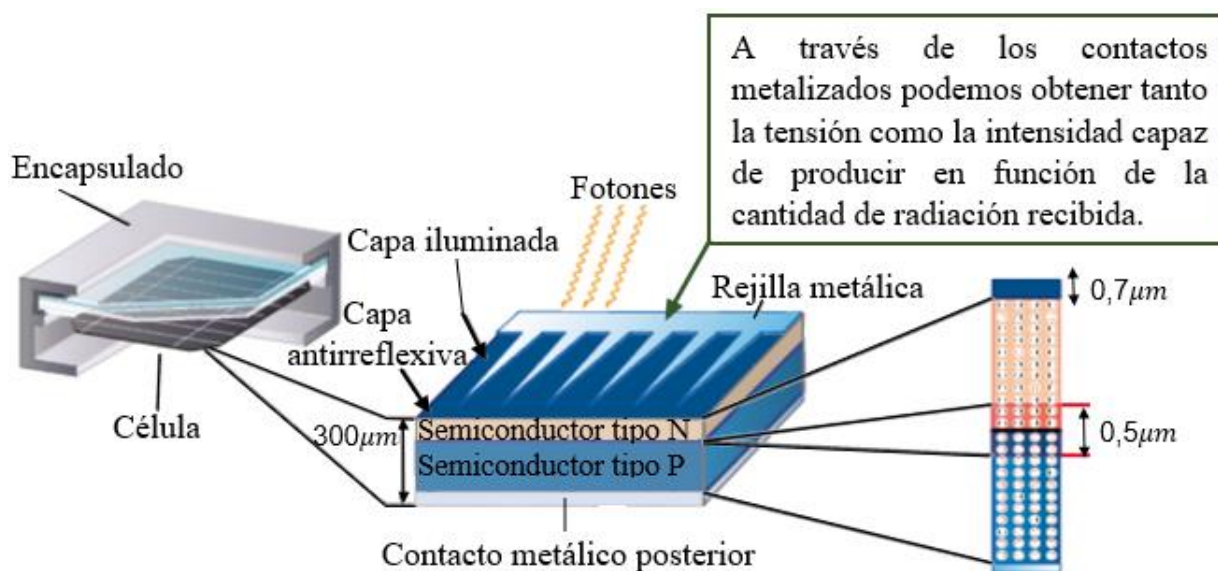 A través de los contactos
metalizados podemos obtener tanto
la tensión como la intensidad capaz
de producir en función de la
cantidad de radiación recibida.
Encapsulado
Fotones
Capa iluminada
Rejilla metálica
0,7μm
Capa
antirreflexiva
Célula
300μm
Semiconductor tipo N
Semiconductor tipo P
0,5μm
Contacto metálico posterior